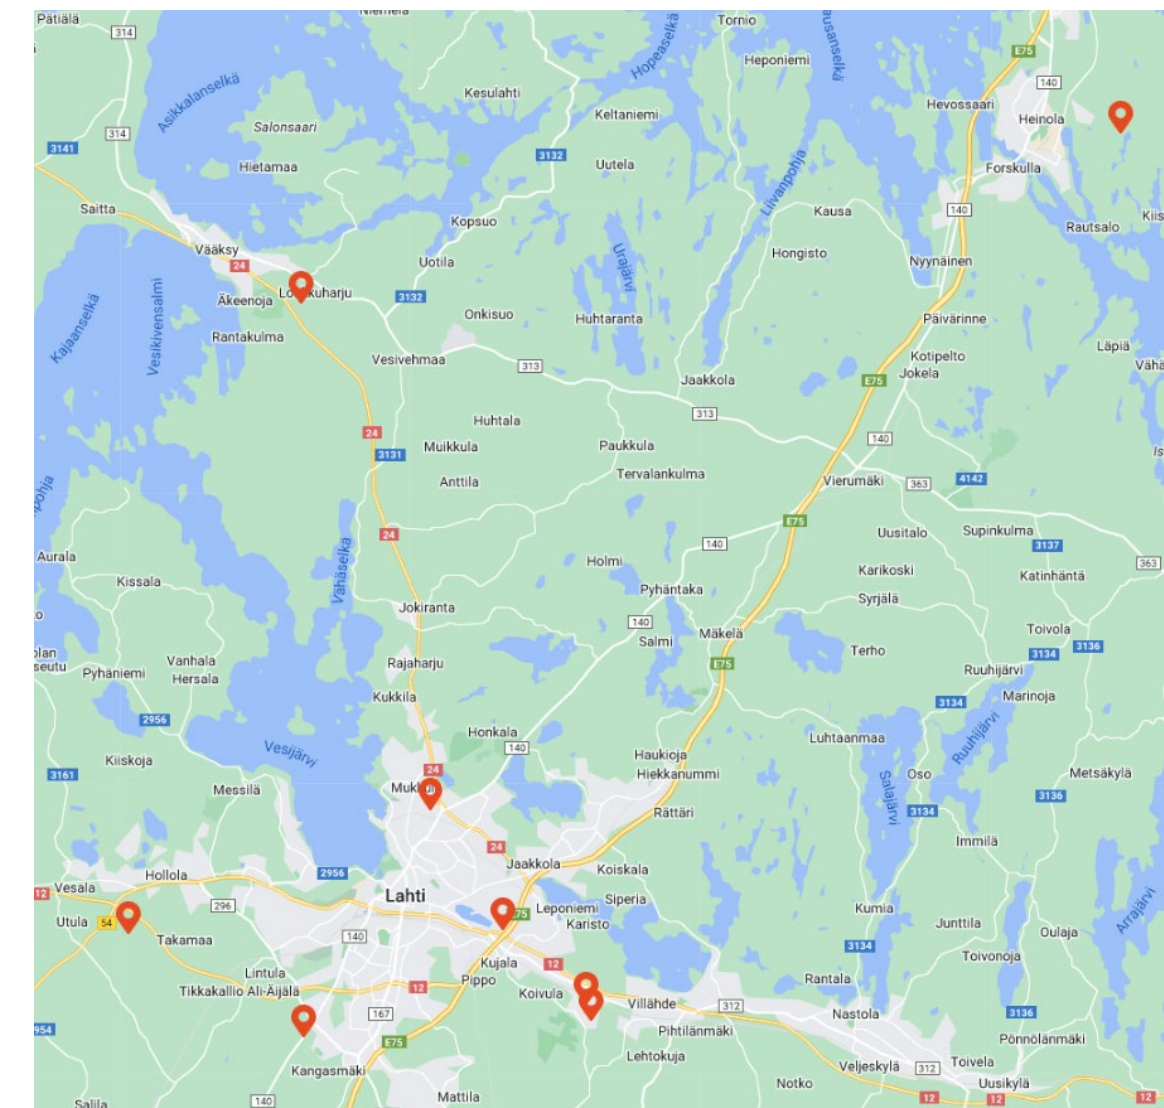 Pätiälä
Niemelä
Tornio
314
Hopeaselkä
E75
Heponiemi
140
Asikkalanselkä
Kesulahti
Hevossaari
Keltaniemi
Heinola
Salonsaari
314
3141
3132
Hietamaa
Uutela
Forskulla
Liivanpohja
Saitta
Kausa
140
Kopsuo
Rautsalo
Vääksy
Urajärvi
Hongisto
24
Uotila
Nyynäinen
Äkeenoja
3132
Kajaanselkä
Vesikivensalmi
Onkisuo
Huhtaranta
Päivärinne
Rantakulma
Läpiä
Vesivehmaa
Kotipelto
313
Jokela
Jaakkola
E75
313
Huhtala
24
140
Muikkula
Paukkula
3131
Anttila
Tervalankulma
Vierumäki
363
4142
E75
24
Uusitalo
Supinkulma
140
3137
Aurala
Vähäselkä
Holmi
363
Karikoski
Kissala
Katinhäntä
Pyhäntaka
Jokiranta
Syrjälä
140
Toivola
Salmi
Mäkelä
3136
Terho
3134
Vanhala
Rajaharju
E75
Pyhäniemi
Ruuhijärvi
Hersala
Kukkila
Marinoja
3134
2956
Honkala
Ruuhijärvi
Vesijärvi
140
Luhtaanmaa
Kiiskoja
Haukioja
24
Hiekkanummi
3161
Oso
Metsäkylä
Messilä
Salajärvi
3136
3134
Rättäri
Immilä
24
Jaakkola
Koiskala
2956
Hollola
Vesala
12
Lahti
Siperia
296
Leponiemi
Kumia
Arrajärvi
Utula
54
Karisto
Junttila
Oulaja
Takamaa
140
3134
Toivonoja
Kujala
12
Lintula
Pippo
Rantala
Tikkakallio Ali-Äijälä
12
Koivula
Villähde
312
3136
167
Nastola
Pihtilänmäki
E75
Pönnölänmäki
Lehtokuja
Kangasmäki
Veljeskylä
312
Toivela
Notko
Uusikylä
Mattila
140
12
12
12
Salila